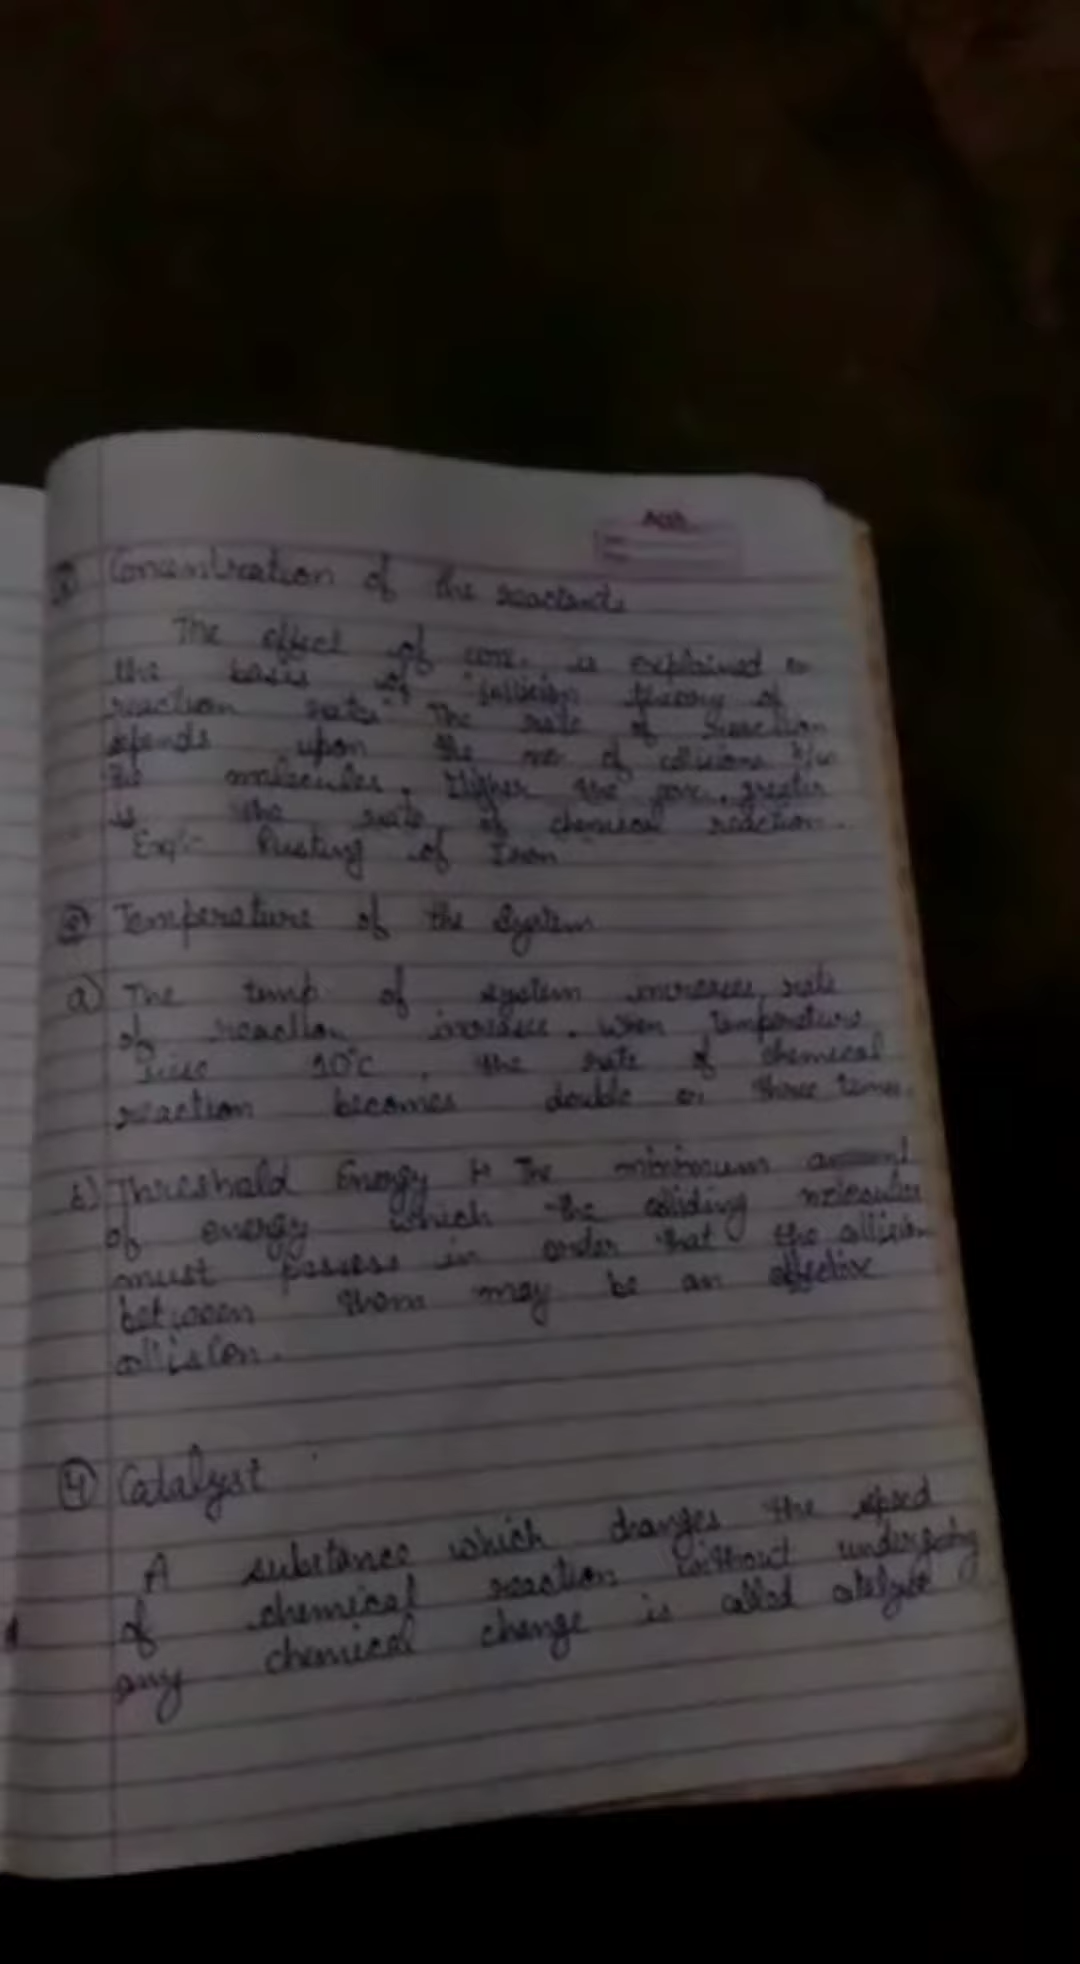 Concentration of the reactants
The effect of conc. is explained on
the basis of "collision theory of
reaction rates" The rate of reaction
depends upon the no. of collisions b/w
the molecules. Higher the conc., greater
is the rate of chemical reaction.
Exp:- Rusting of Iron
Temperature of the System
a) The temp of system increases, rate
of reaction increase. When temperature
rise 10°C, the rate of chemical
reaction becomes double or three times.
b) Threshold Energy :- The minimum amount
of energy which the colliding molecules
must possess in order that the collision
between them may be an effective
collision.
④ Catalyst
A substance which changes the speed
of chemical reaction without undergoing
any chemical change is called catalyst